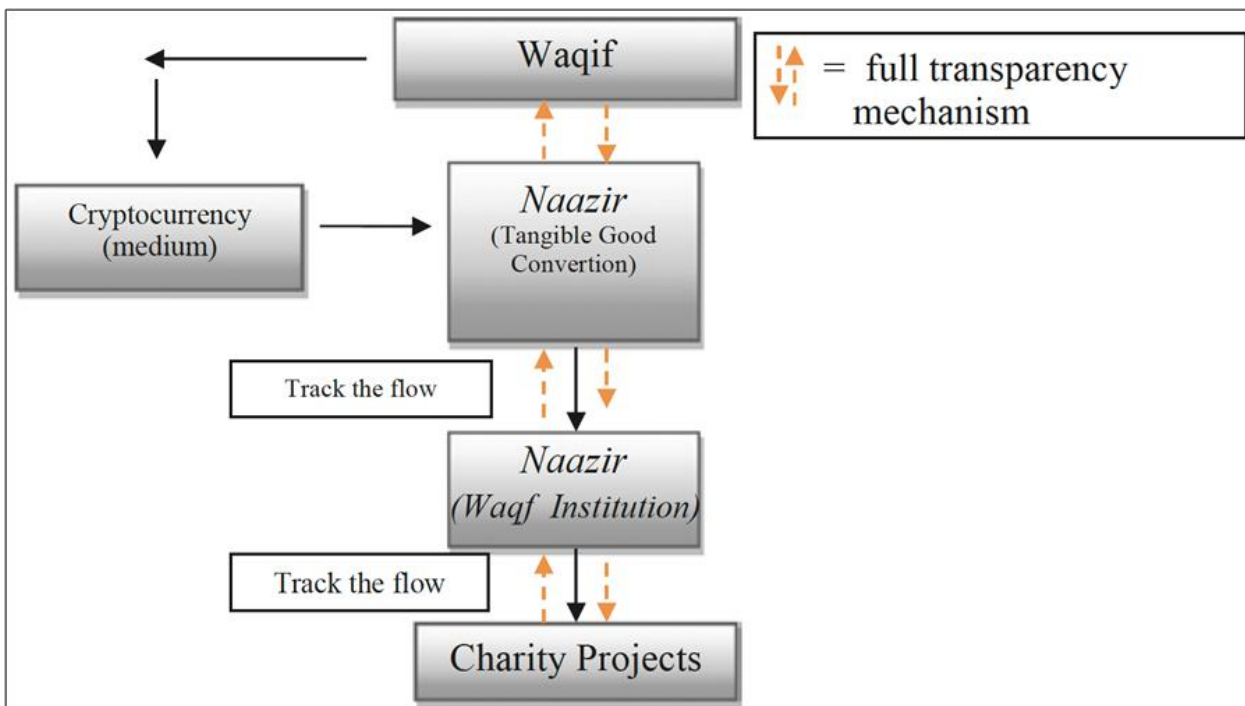 Waqif
= full transparency
mechanism
Cryptocurrency
(medium)
Naazir
(Tangible Good
Convertion)
Track the flow
Naazir
(Waqf Institution)
Track the flow
Charity Projects